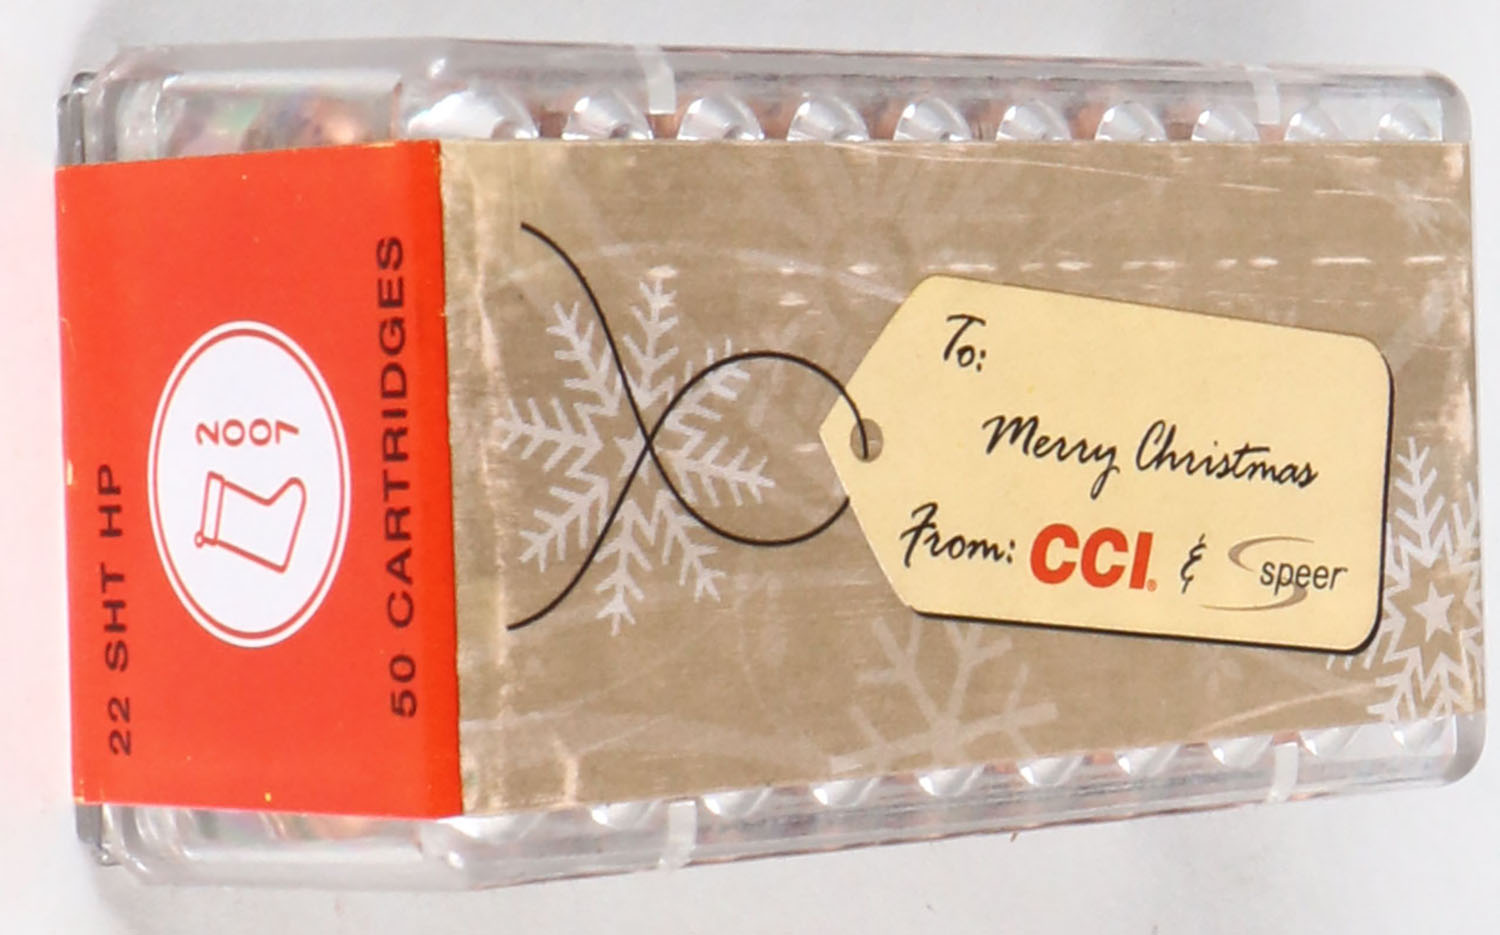 22 SHT HP
2007
50 CARTRIDGES
To:
Merry Christmas
From: CCI. & speer